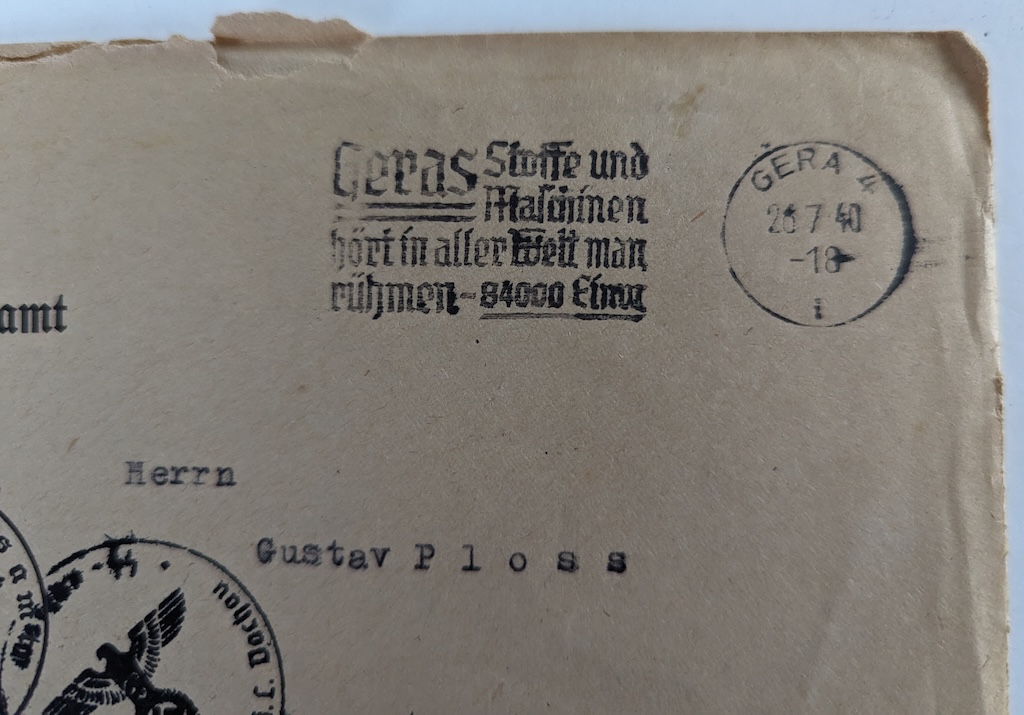 Geras Stoffe und
Maschinen
hört in aller Welt man
rühmen - 84000 Einw
GERA 4
7 40
-18
i
amt
Herrn
Gustav Ploss
Dachau